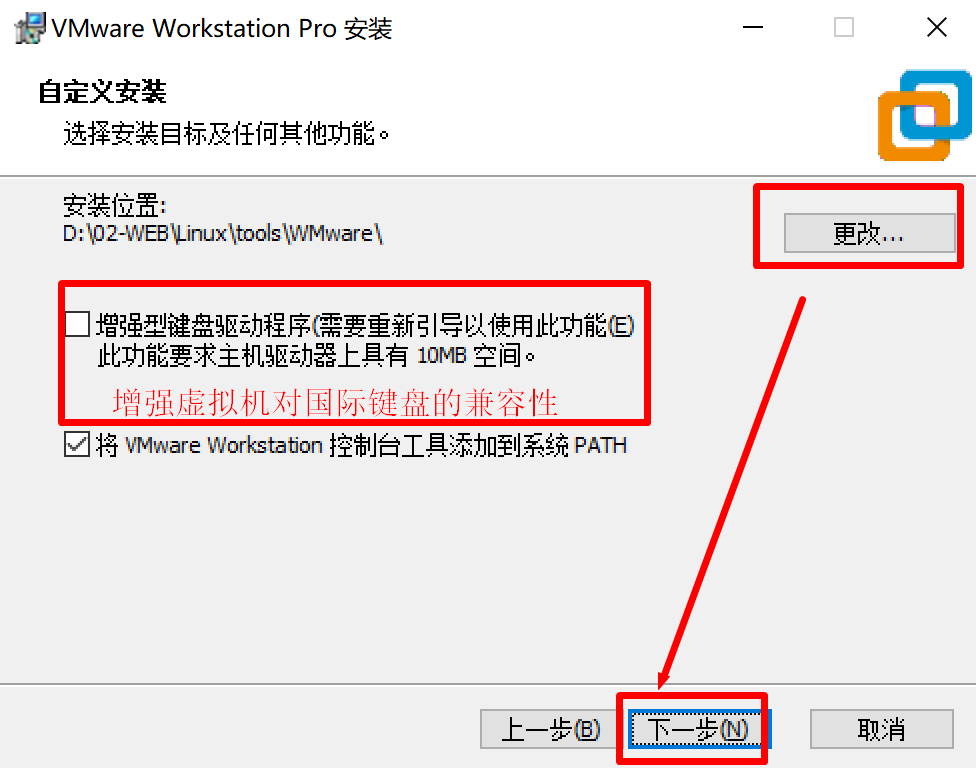 VMware Workstation Pro 安装
自定义安装
选择安装目标及任何其他功能。
安装位置:
D:\02-WEB\Linux\tools\WMware\
更改...
增强型键盘驱动程序(需要重新引导以使用此功能(E)
此功能要求主机驱动器上具有 10MB 空间。
增强虚拟机对国际键盘的兼容性
将 VMware Workstation 控制台工具添加到系统 PATH
上一步(B)
下一步(N)
取消